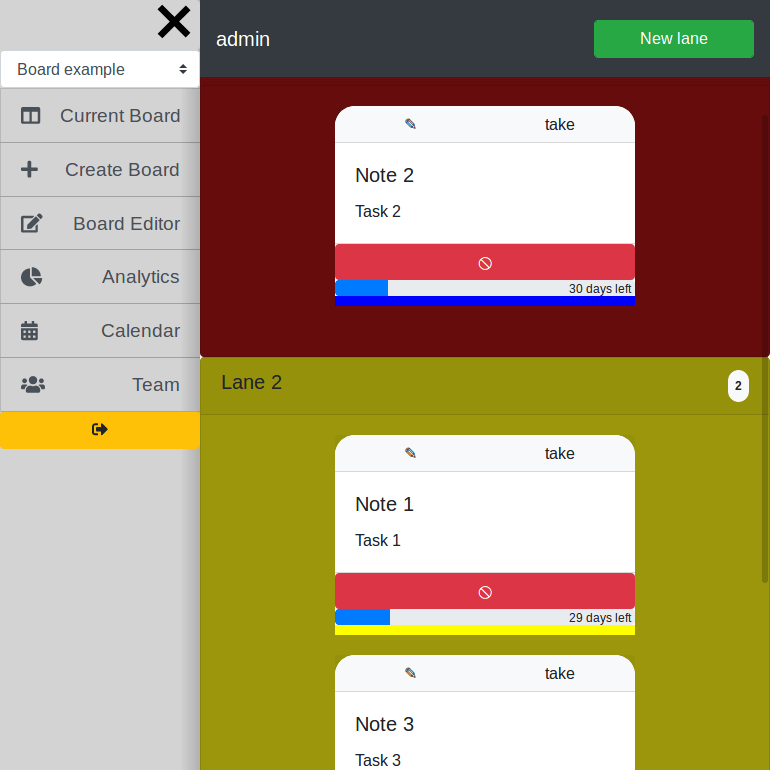 Board example
Current Board
Create Board
Board Editor
Analytics
Calendar
Team
admin
New lane
✎ take
Note 2
Task 2
30 days left
Lane 2
2
✎ take
Note 1
Task 1
29 days left
✎ take
Note 3
Task 3